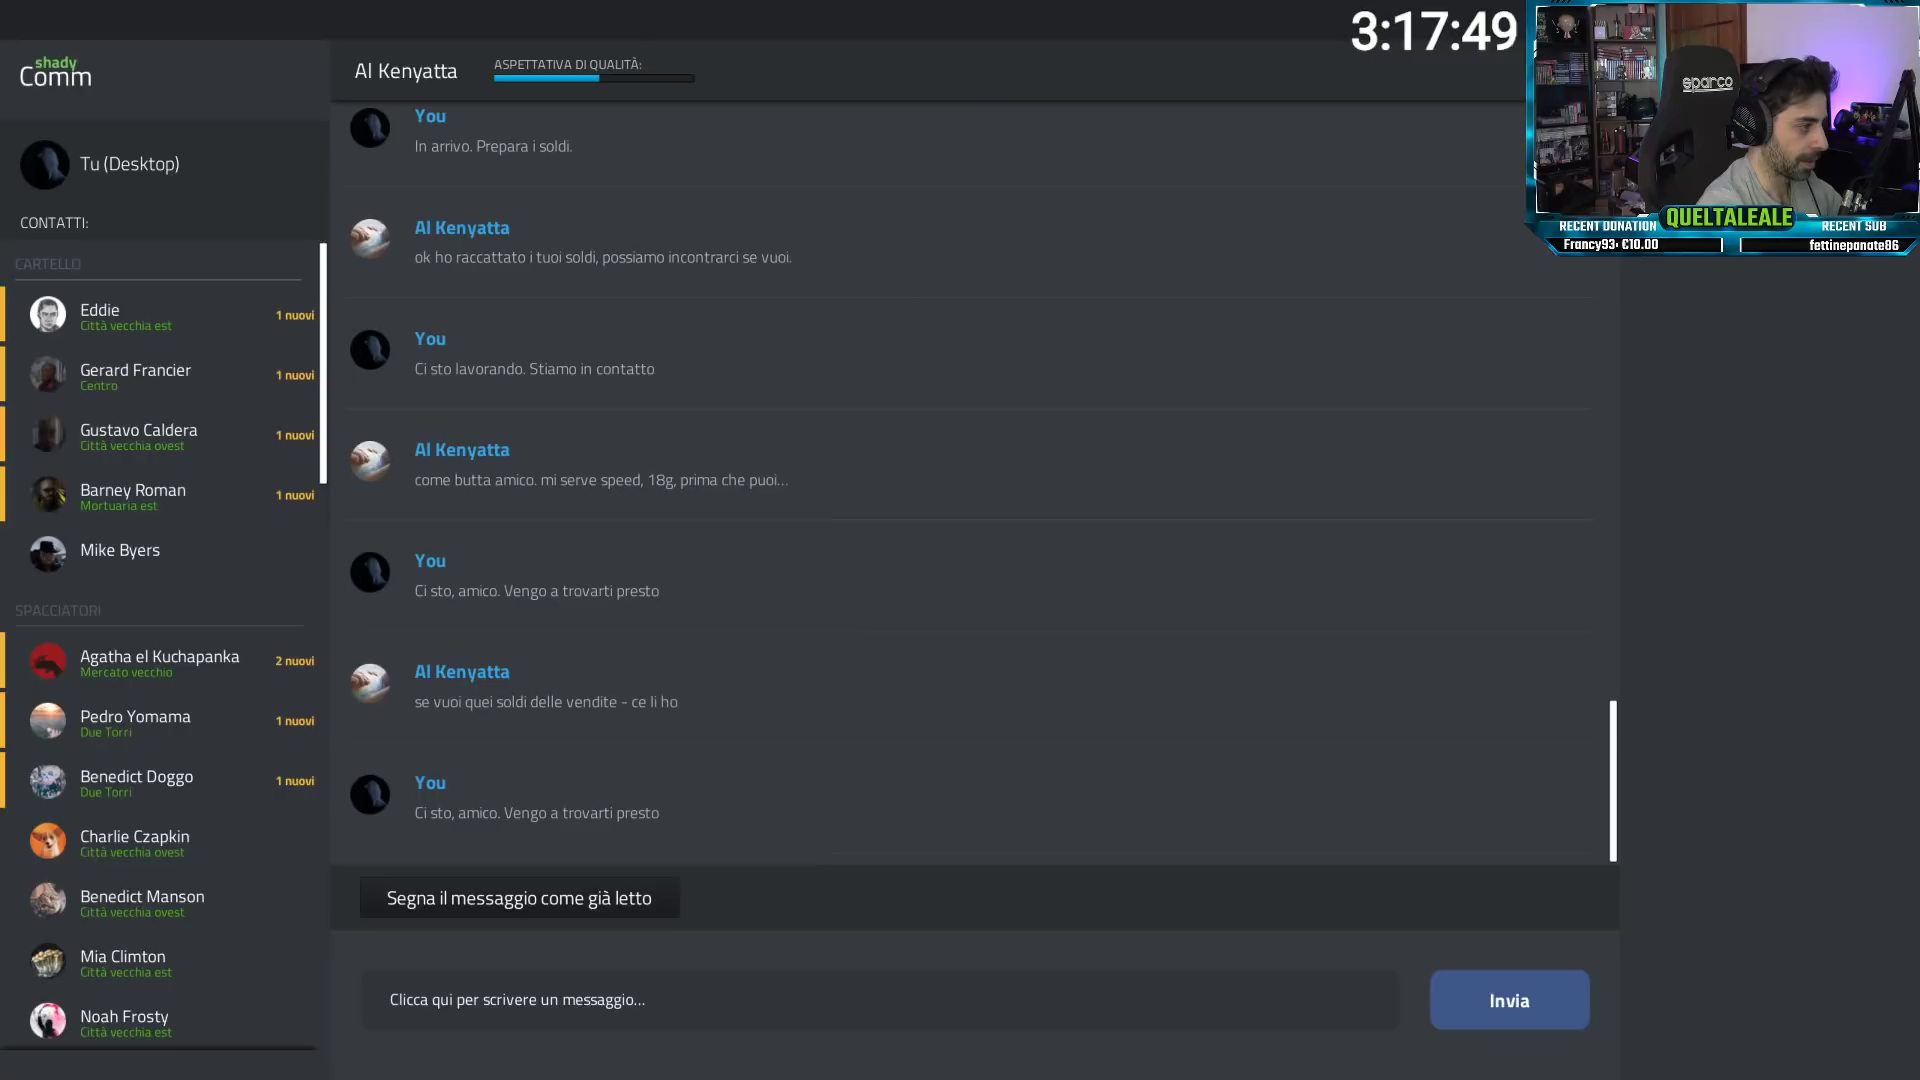 3:17:49
shady
Comm
Al Kenyatta
ASPETTATIVA DI QUALITÀ:
Tu (Desktop)
CONTATTI:
CARTELLO
Eddie
Città vecchia est
1 nuovi
Gerard Francier
Centro
1 nuovi
Gustavo Caldera
Città vecchia ovest
1 nuovi
Barney Roman
Mortuaria est
1 nuovi
Mike Byers
SPACCIATORI
Agatha el Kuchapanka
Mercato vecchio
2 nuovi
Pedro Yomama
Due Torri
1 nuovi
Benedict Doggo
Due Torri
1 nuovi
Charlie Czapkin
Città vecchia ovest
Benedict Manson
Città vecchia ovest
Mia Climton
Città vecchia est
Noah Frosty
Città vecchia est
You
In arrivo. Prepara i soldi.
Al Kenyatta
ok ho raccattato i tuoi soldi, possiamo incontrarci se vuoi.
You
Ci sto lavorando. Stiamo in contatto
Al Kenyatta
come butta amico. mi serve speed, 18g, prima che puoi...
You
Ci sto, amico. Vengo a trovarti presto
Al Kenyatta
se vuoi quei soldi delle vendite - ce li ho
You
Ci sto, amico. Vengo a trovarti presto
Segna il messaggio come già letto
Clicca qui per scrivere un messaggio...
Invia
sparco
QUELTALEALE
RECENT DONATION
RECENT SUB
Francy93: €10.00
fettinepanate86